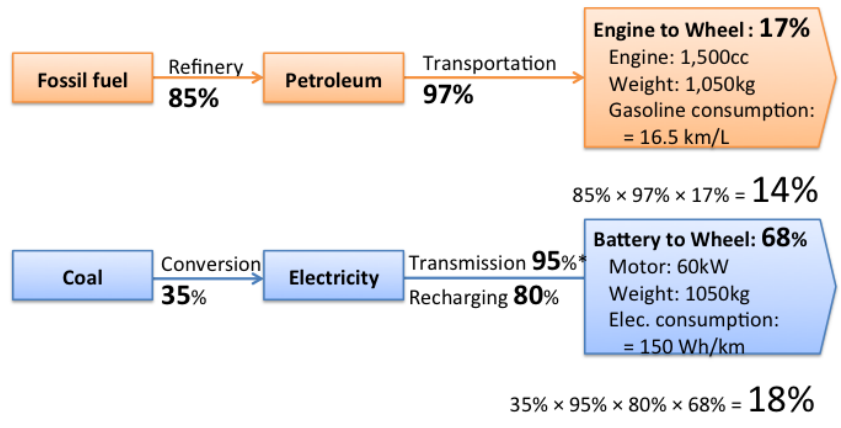 Fossil fuel
Refinery
85%
Petroleum
Transportation
97%
Engine to Wheel : 17%
Engine: 1,500cc
Weight: 1,050kg
Gasoline consumption:
= 16.5 km/L
85% × 97% × 17% = 14%
Coal
Conversion
35%
Electricity
Transmission 95%*
Recharging 80%
Battery to Wheel: 68%
Motor: 60kW
Weight: 1050kg
Elec. consumption:
= 150 Wh/km
35% × 95% × 80% × 68% = 18%